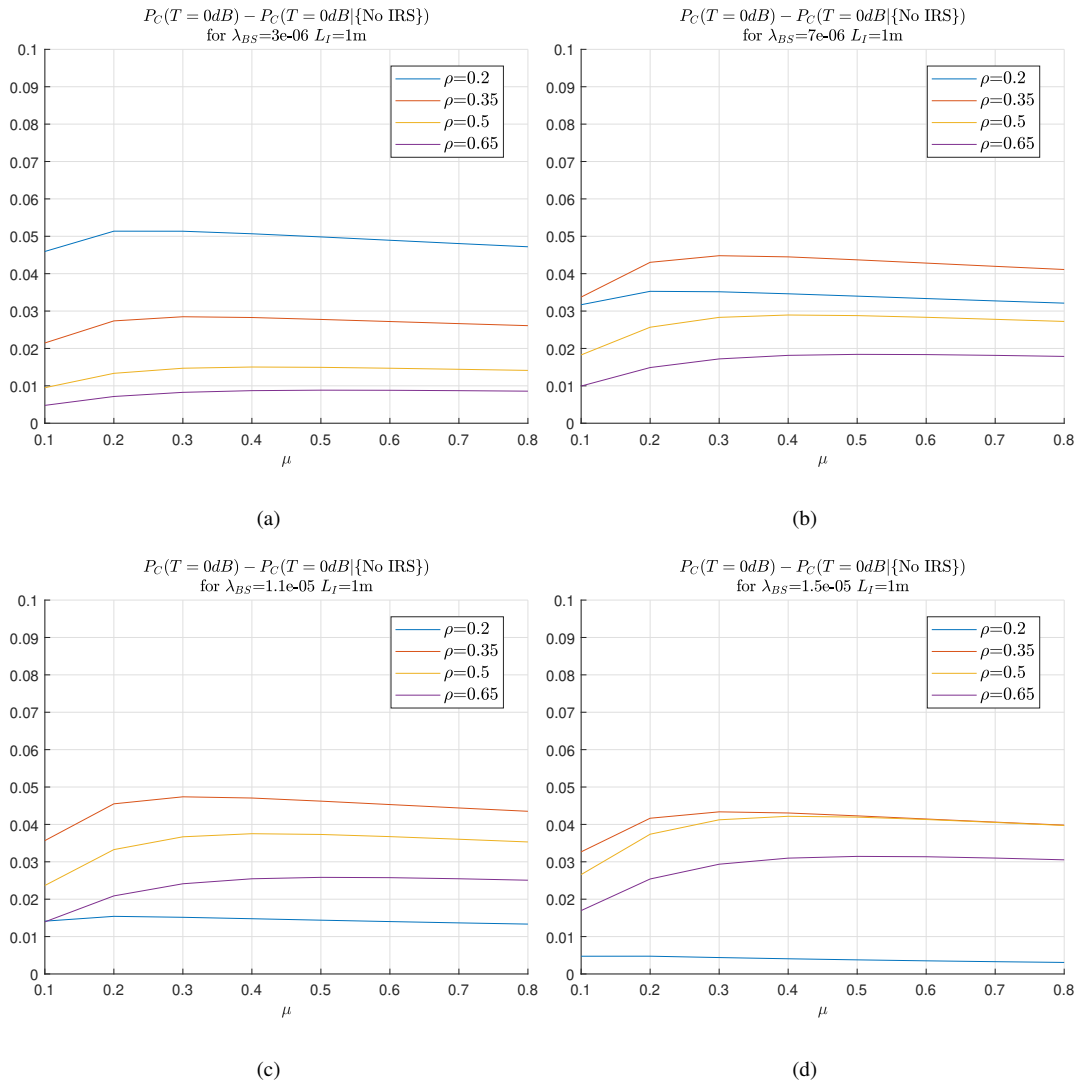 P_C(T = 0dB) − P_C(T = 0dB|{No IRS})
for λ_BS=3e-06 L_I=1m
0.1
0.09
0.08
0.07
0.06
0.05
0.04
0.03
0.02
0.01
0
ρ=0.2
ρ=0.35
ρ=0.5
ρ=0.65
0.1 0.2 0.3 0.4 0.5 0.6 0.7 0.8
μ
(a)
P_C(T = 0dB) − P_C(T = 0dB|{No IRS})
for λ_BS=7e-06 L_I=1m
0.1
0.09
0.08
0.07
0.06
0.05
0.04
0.03
0.02
0.01
0
ρ=0.2
ρ=0.35
ρ=0.5
ρ=0.65
0.1 0.2 0.3 0.4 0.5 0.6 0.7 0.8
μ
(b)
P_C(T = 0dB) − P_C(T = 0dB|{No IRS})
for λ_BS=1.1e-05 L_I=1m
0.1
0.09
0.08
0.07
0.06
0.05
0.04
0.03
0.02
0.01
0
ρ=0.2
ρ=0.35
ρ=0.5
ρ=0.65
0.1 0.2 0.3 0.4 0.5 0.6 0.7 0.8
μ
(c)
P_C(T = 0dB) − P_C(T = 0dB|{No IRS})
for λ_BS=1.5e-05 L_I=1m
0.1
0.09
0.08
0.07
0.06
0.05
0.04
0.03
0.02
0.01
0
ρ=0.2
ρ=0.35
ρ=0.5
ρ=0.65
0.1 0.2 0.3 0.4 0.5 0.6 0.7 0.8
μ
(d)